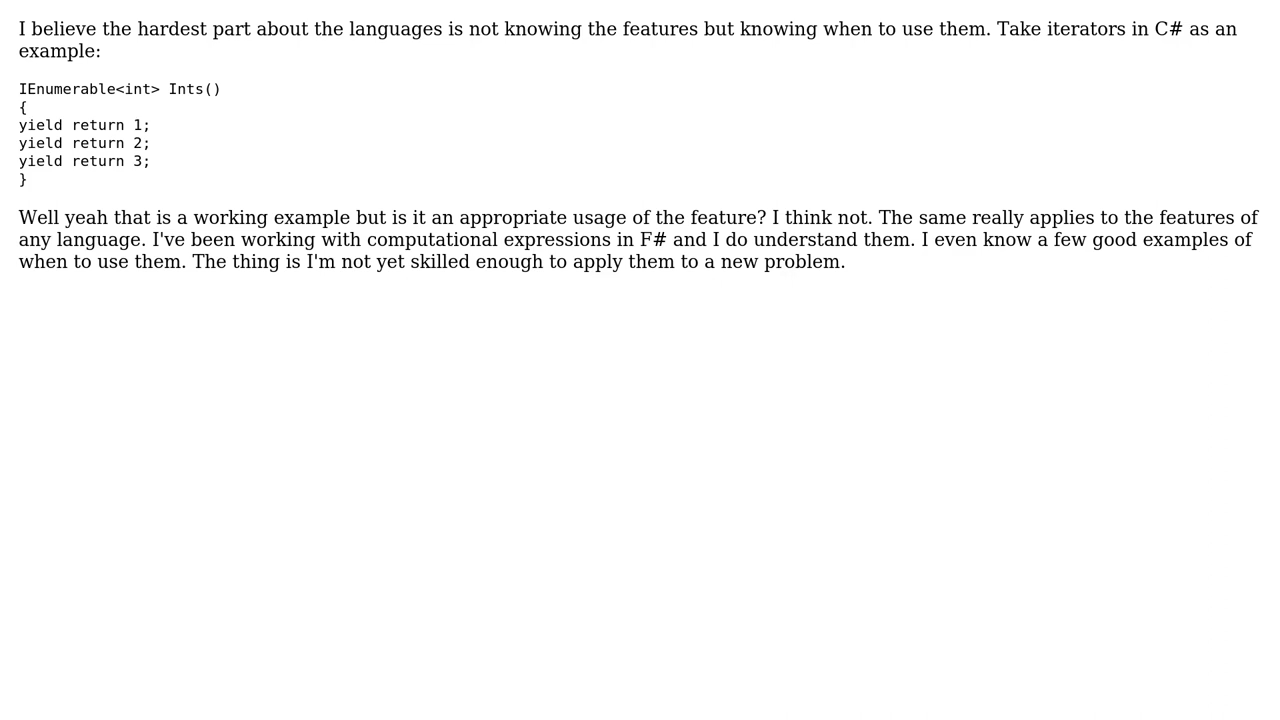 I believe the hardest part about the languages is not knowing the features but knowing when to use them. Take iterators in C# as an
example:
IEnumerable<int> Ints()
{
yield return 1;
yield return 2;
yield return 3;
}
Well yeah that is a working example but is it an appropriate usage of the feature? I think not. The same really applies to the features of
any language. I've been working with computational expressions in F# and I do understand them. I even know a few good examples of
when to use them. The thing is I'm not yet skilled enough to apply them to a new problem.